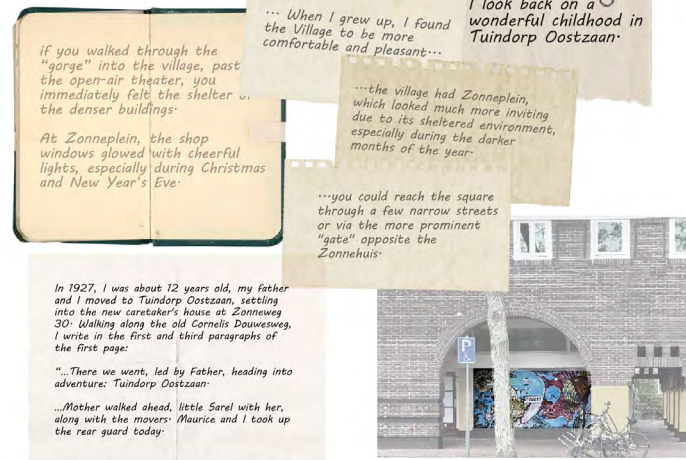 if you walked through the
"gorge" into the village, past
the open-air theater, you
immediately felt the shelter
the denser buildings.
At Zonneplein, the shop
windows glowed with cheerful
lights, especially during Christmas
and New Year's Eve.
... When I grew up, I found
the Village to be more
comfortable and pleasant...
I look back on a
wonderful childhood in
Tuindorp Oostzaan.
...the village had Zonneplein,
which looked much more inviting
due to its sheltered environment,
especially during the darker
months of the year.
...you could reach the square
through a few narrow streets
or via the more prominent
"gate" opposite the
Zonnehuis.
In 1927, I was about 12 years old, my father
and I moved to Tuindorp Oostzaan, settling
into the new caretaker's house at Zonneweg
30. Walking along the old Cornelis Douwesweg,
I write in the first and third paragraphs of
the first page:
"...There we went, led by Father, heading into
adventure: Tuindorp Oostzaan.
...Mother walked ahead, little Sarel with her,
along with the movers. Maurice and I took up
the rear guard today.
P